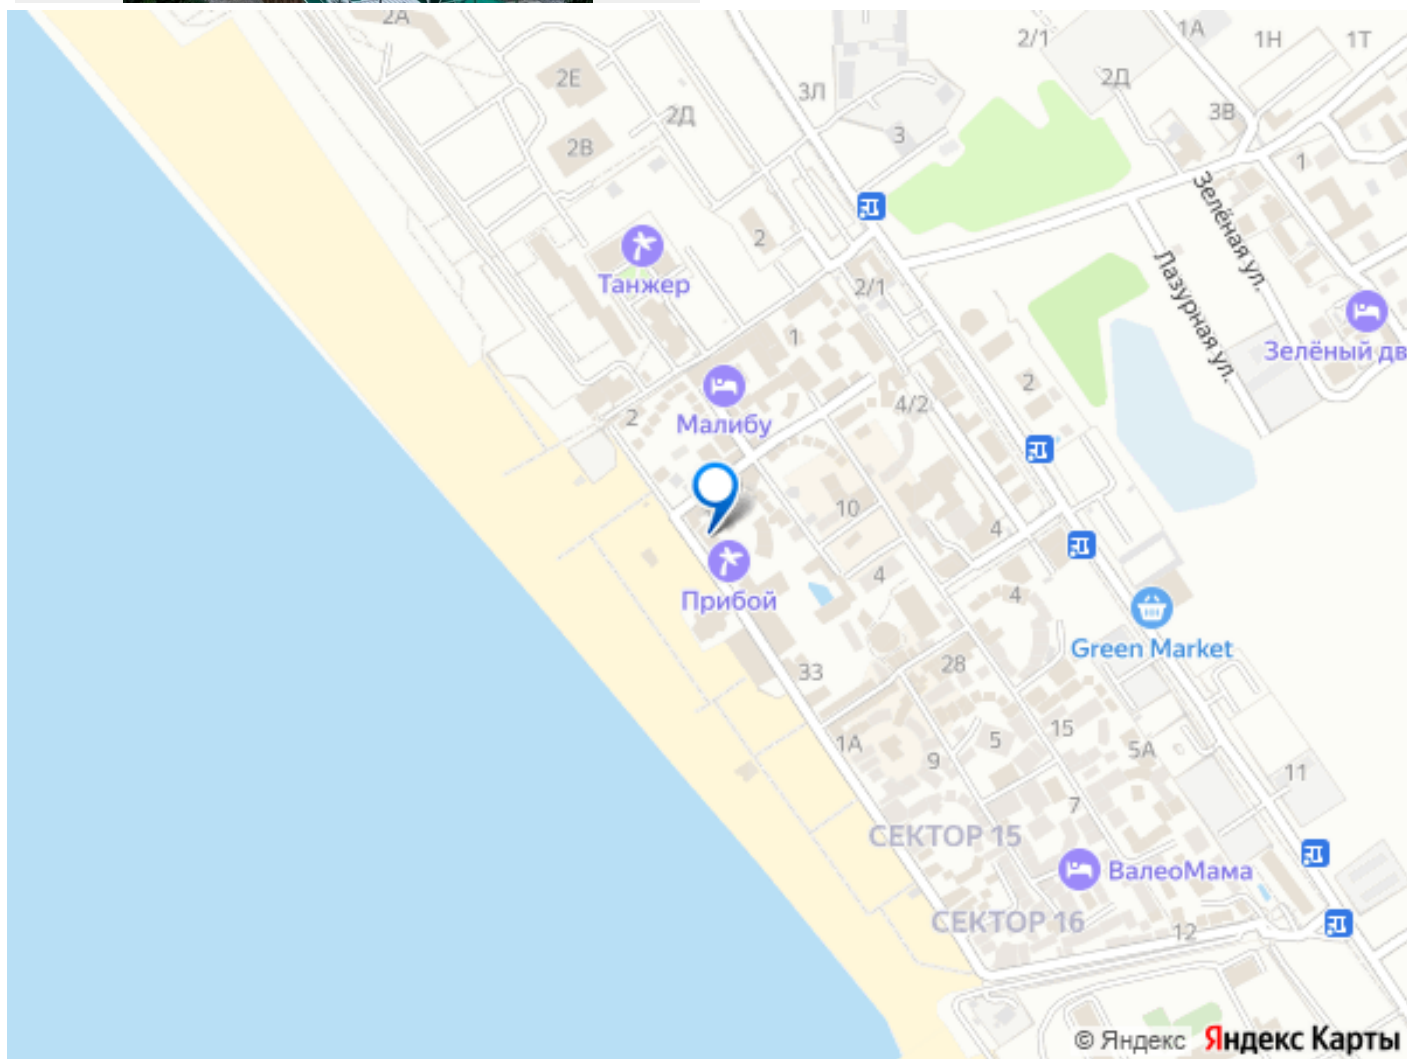 2А
1А
2/1
1Н
1Т
2Е
2Д
3Л
2Д
3В
2В
3
1
Зелёная ул.
2
Танжер
Лазурная ул.
2/1
1
Зелёный дв
2
4/2
2
Малибу
10
4
Прибой
4
4
Green Market
28
33
15
1А
5
5А
9
11
7
СЕКТОР 15
ВалеоМама
СЕКТОР 16
12
© Яндекс Яндекс Карты